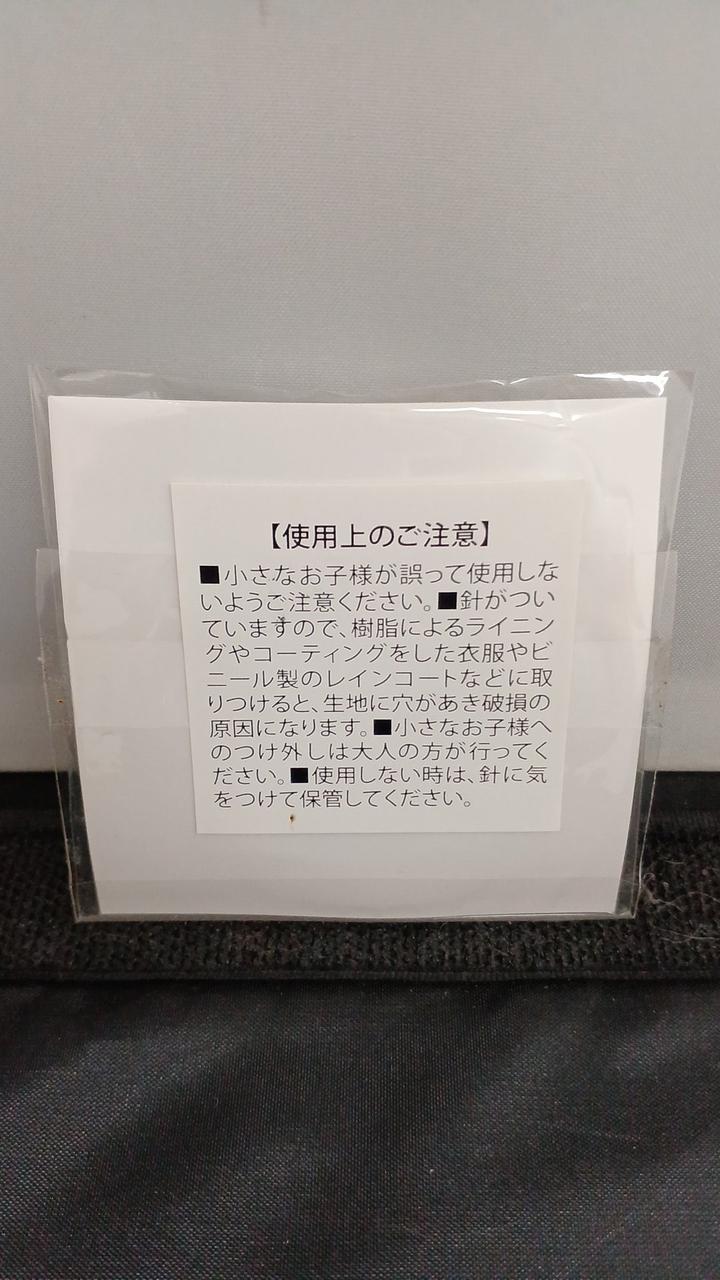 【使用上のご注意】
■小さなお子様が誤って使用しな
いようご注意ください。■針がつい
ていますので、樹脂によるライニン
グやコーティングをした衣服やビ
ニール製のレインコートなどに取
りつけると、生地に穴があき破損の
原因になります。■小さなお子様へ
のつけ外しは大人の方が行ってく
ださい。■使用しない時は、針に気
をつけて保管してください。